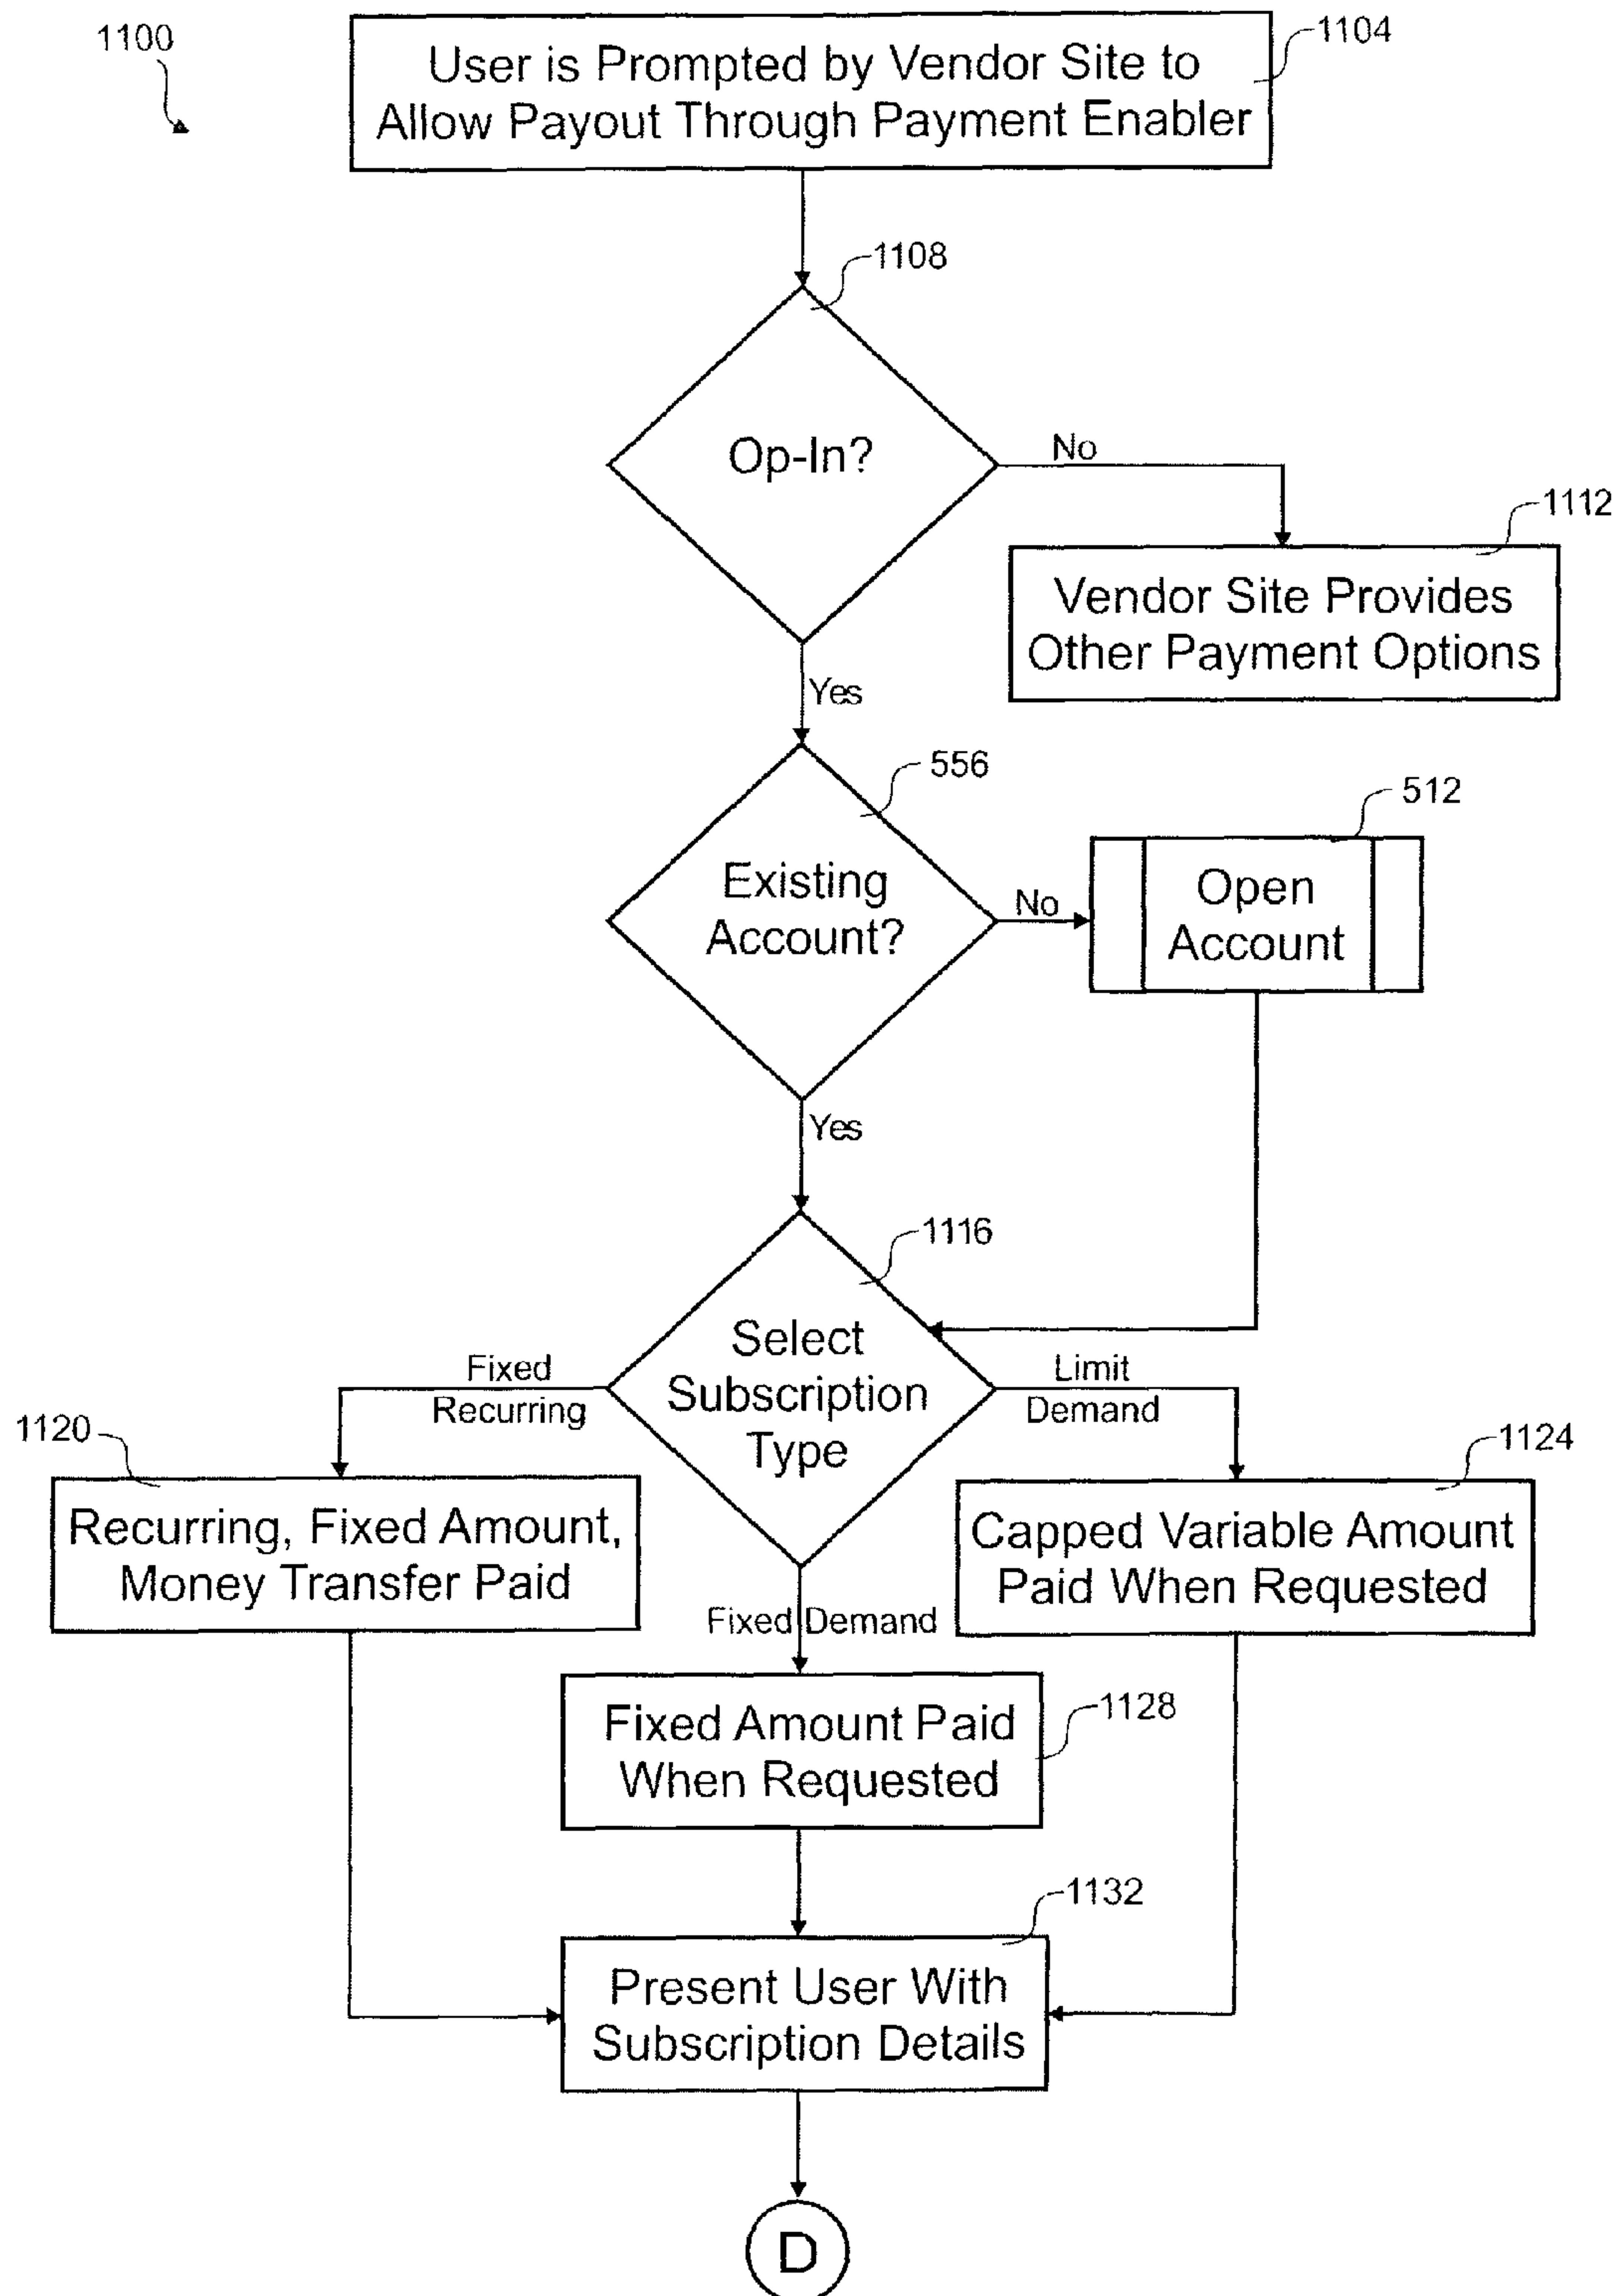 1100
1104
User is Prompted by Vendor Site to
Allow Payout Through Payment Enabler
1108
Op-In?
No
1112
Vendor Site Provides
Other Payment Options
Yes
556
Existing
Account?
No
512
Open
Account
Yes
1116
Select
Subscription
Type
Fixed
Recurring
Limit
Demand
1120
Recurring, Fixed Amount,
Money Transfer Paid
1124
Capped Variable Amount
Paid When Requested
Fixed Demand
1128
Fixed Amount Paid
When Requested
1132
Present User With
Subscription Details
D